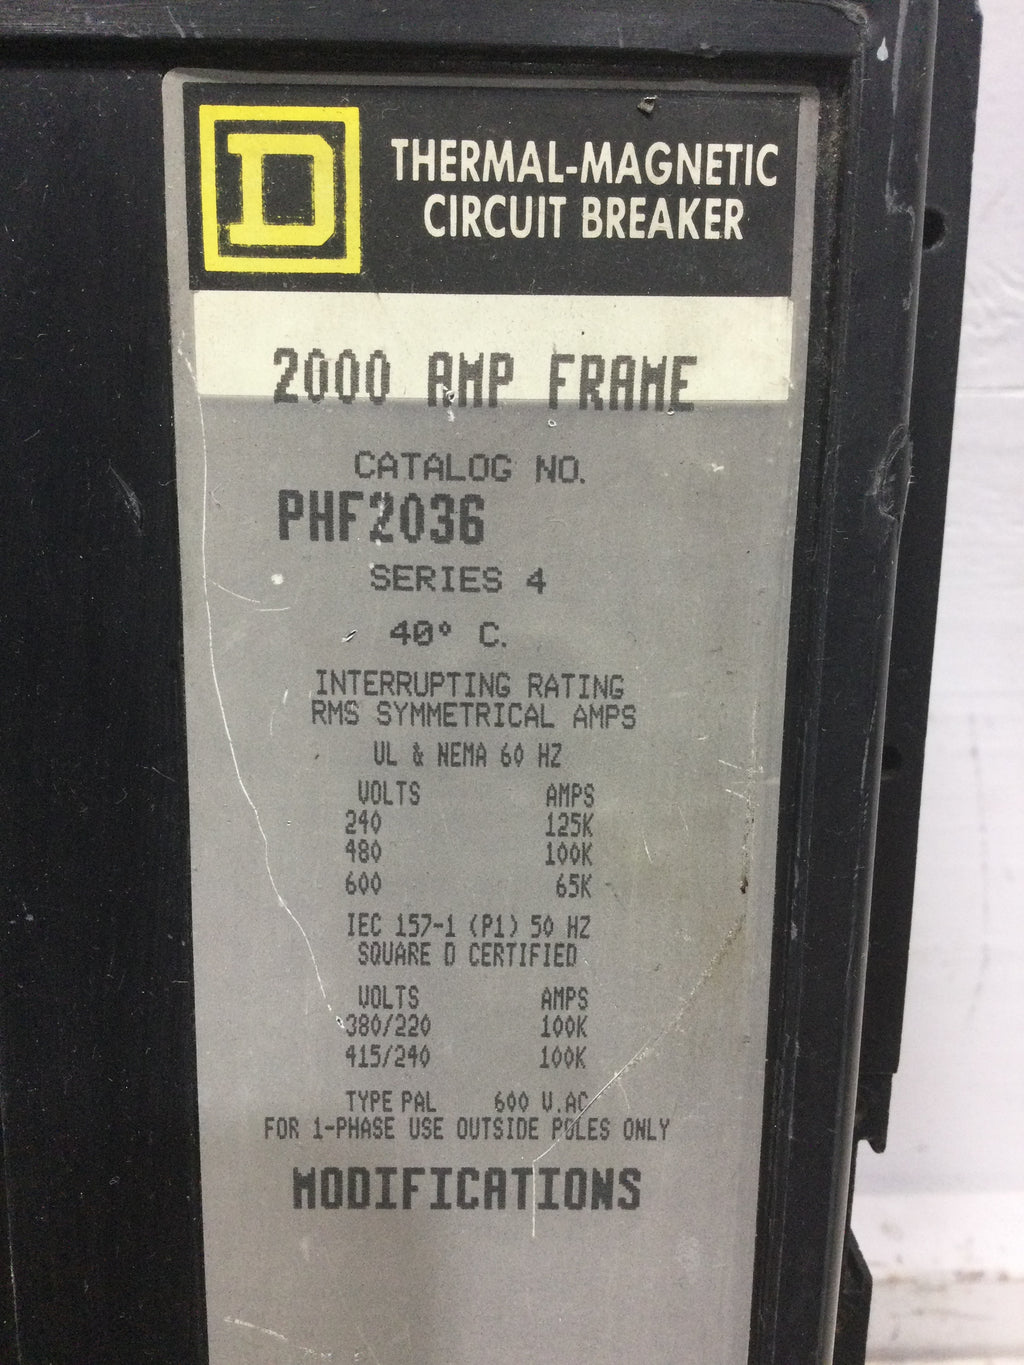 D
THERMAL-MAGNETIC
CIRCUIT BREAKER
2000 AMP FRAME
CATALOG NO.
PHF2036
SERIES 4
40° C.
INTERRUPTING RATING
RMS SYMMETRICAL AMPS
UL & NEMA 60 HZ
VOLTS AMPS
240 125K
480 100K
600 65K
IEC 157-1 (P1) 50 HZ
SQUARE D CERTIFIED
VOLTS AMPS
380/220 100K
415/240 100K
TYPE PAL 600 V.AC
FOR 1-PHASE USE OUTSIDE POLES ONLY
MODIFICATIONS